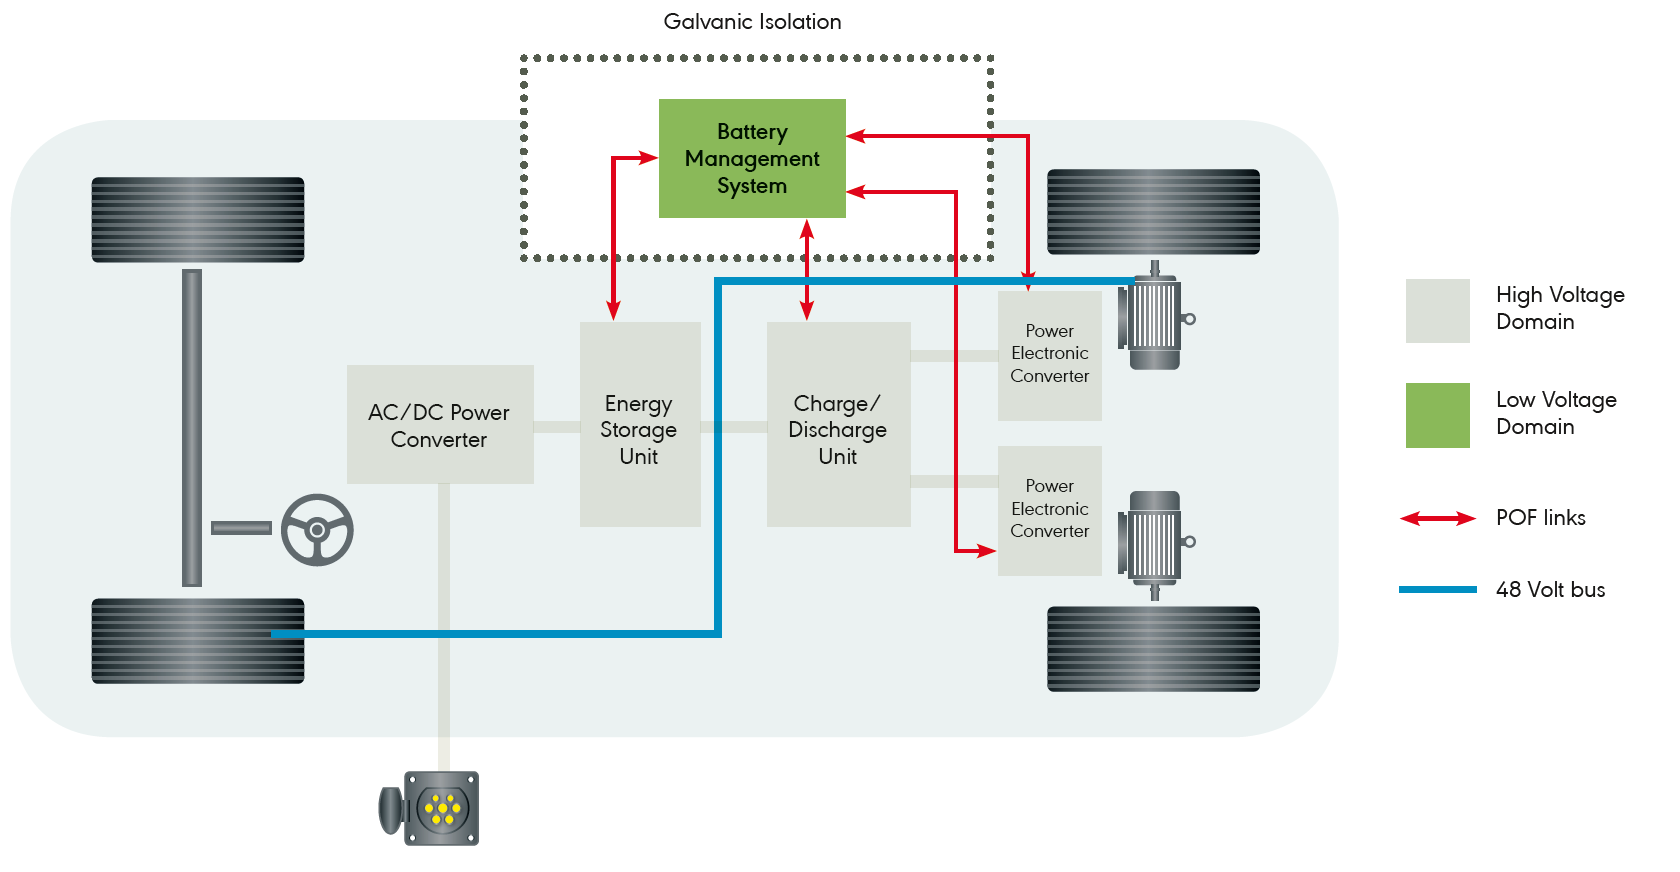 Galvanic Isolation
Battery
Management
System
Power
Electronic
Converter
AC/DC Power
Converter
Energy
Storage
Unit
Charge/
Discharge
Unit
Power
Electronic
Converter
High Voltage
Domain
Low Voltage
Domain
POF links
48 Volt bus